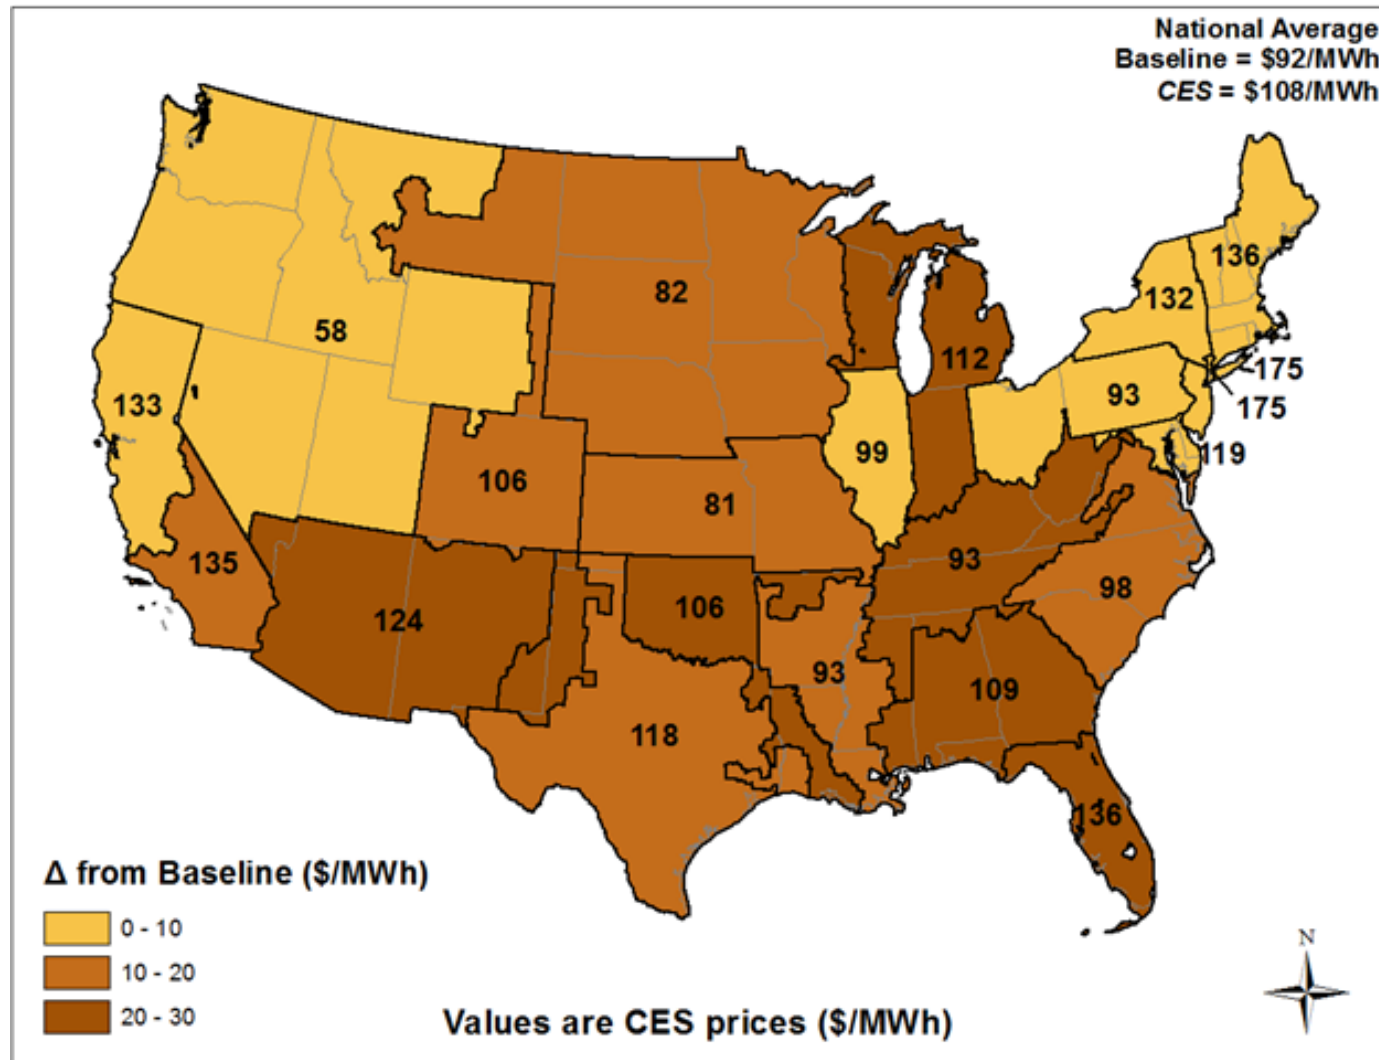 National Average
Baseline = $92/MWh
CES = $108/MWh
136
132
82
58
175
112
133
93
175
99
119
106
81
135
93
98
106
124
93
109
118
136
Δ from Baseline ($/MWh)
0 - 10
10 - 20
20 - 30
N
Values are CES prices ($/MWh)